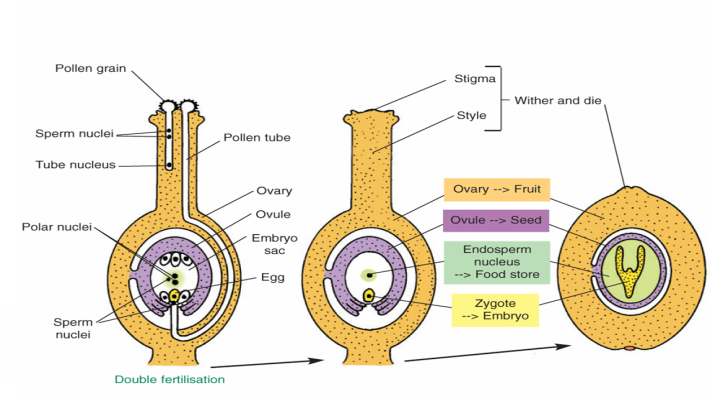 Pollen grain
Sperm nuclei
Tube nucleus
Pollen tube
Ovary
Ovule
Polar nuclei
Embryo
sac
Egg
Sperm
nuclei
Double fertilisation
Stigma
Style
Wither and die
Ovary --> Fruit
Ovule --> Seed
Endosperm
nucleus
--> Food store
Zygote
--> Embryo